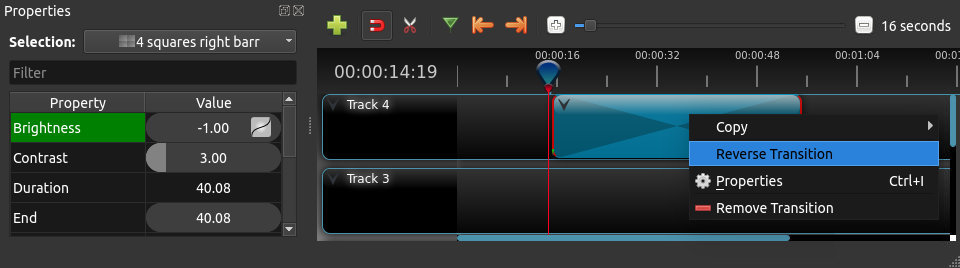 Properties
Selection: 4 squares right barr
Filter
Property Value
Brightness -1.00
Contrast 3.00
Duration 40.08
End 40.08
16 seconds
00:00:14:19
00:00:16 00:00:32 00:00:48 00:01:04 00:0
Track 4
Track 3
Copy
Reverse Transition
Properties Ctrl+I
Remove Transition